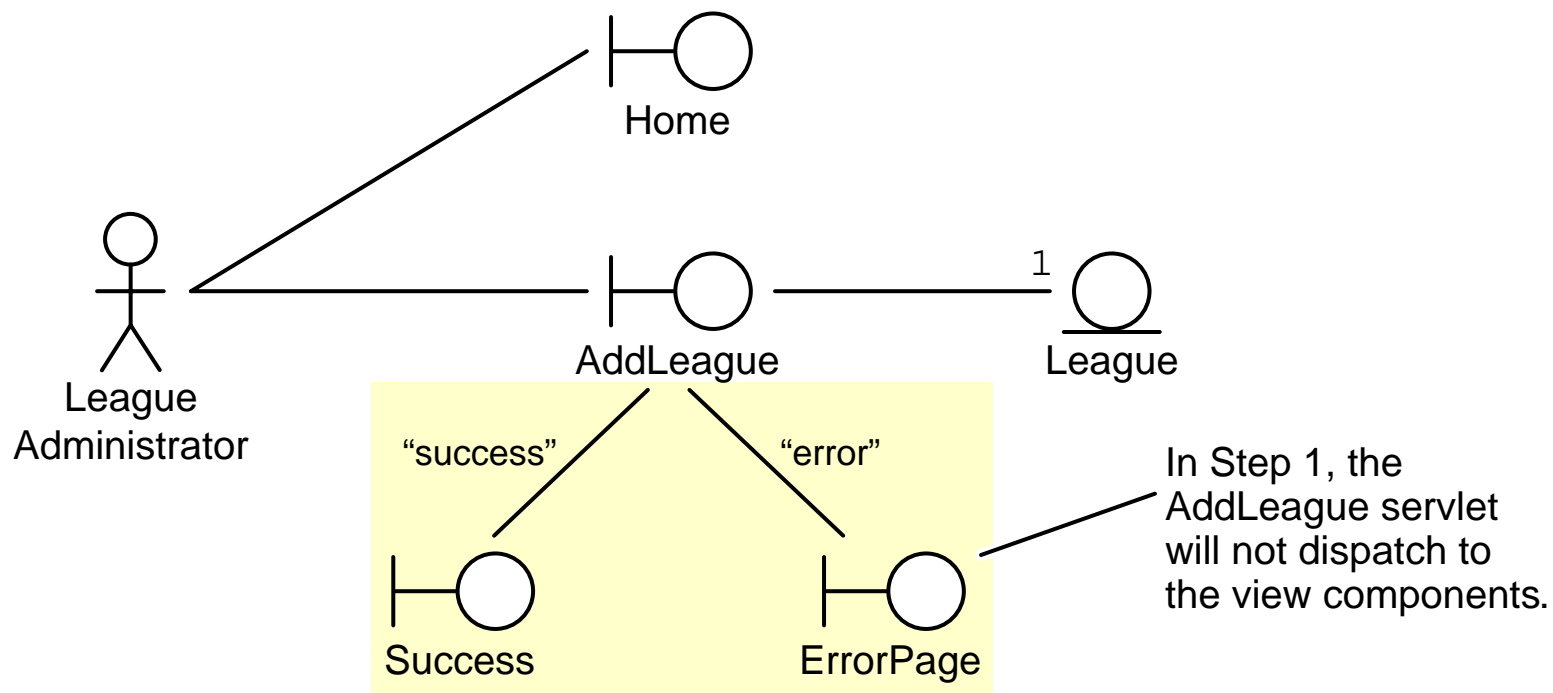 Home
1
AddLeague
League
League
Administrator
“success”
“error”
In Step 1, the
AddLeague servlet
will not dispatch to
the view components.
Success
ErrorPage